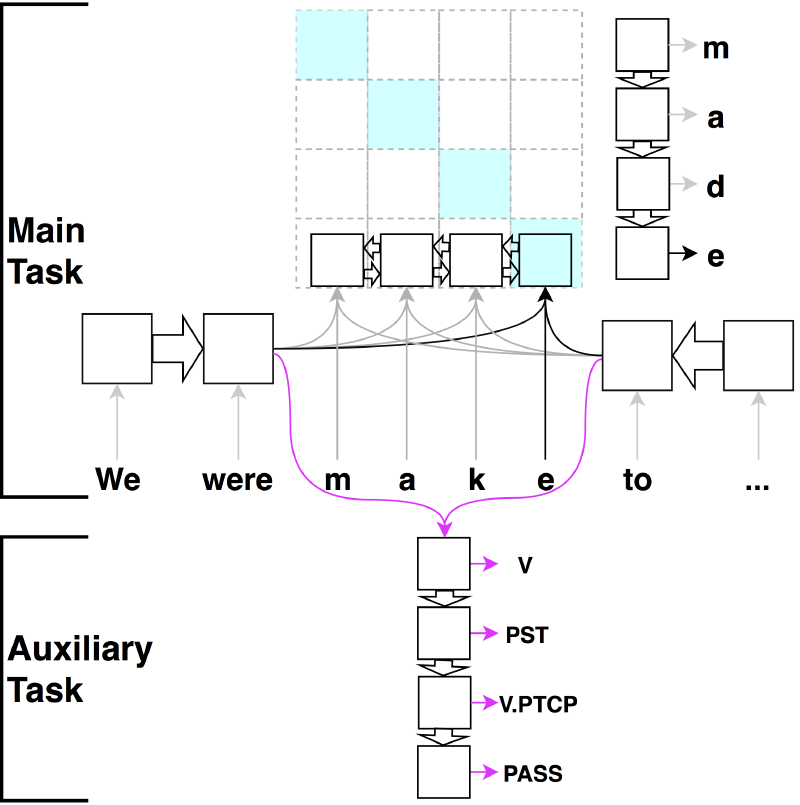 m
a
d
e
Main
Task
We were m a k e to ...
Auxiliary
Task
V
PST
V.PTCP
PASS